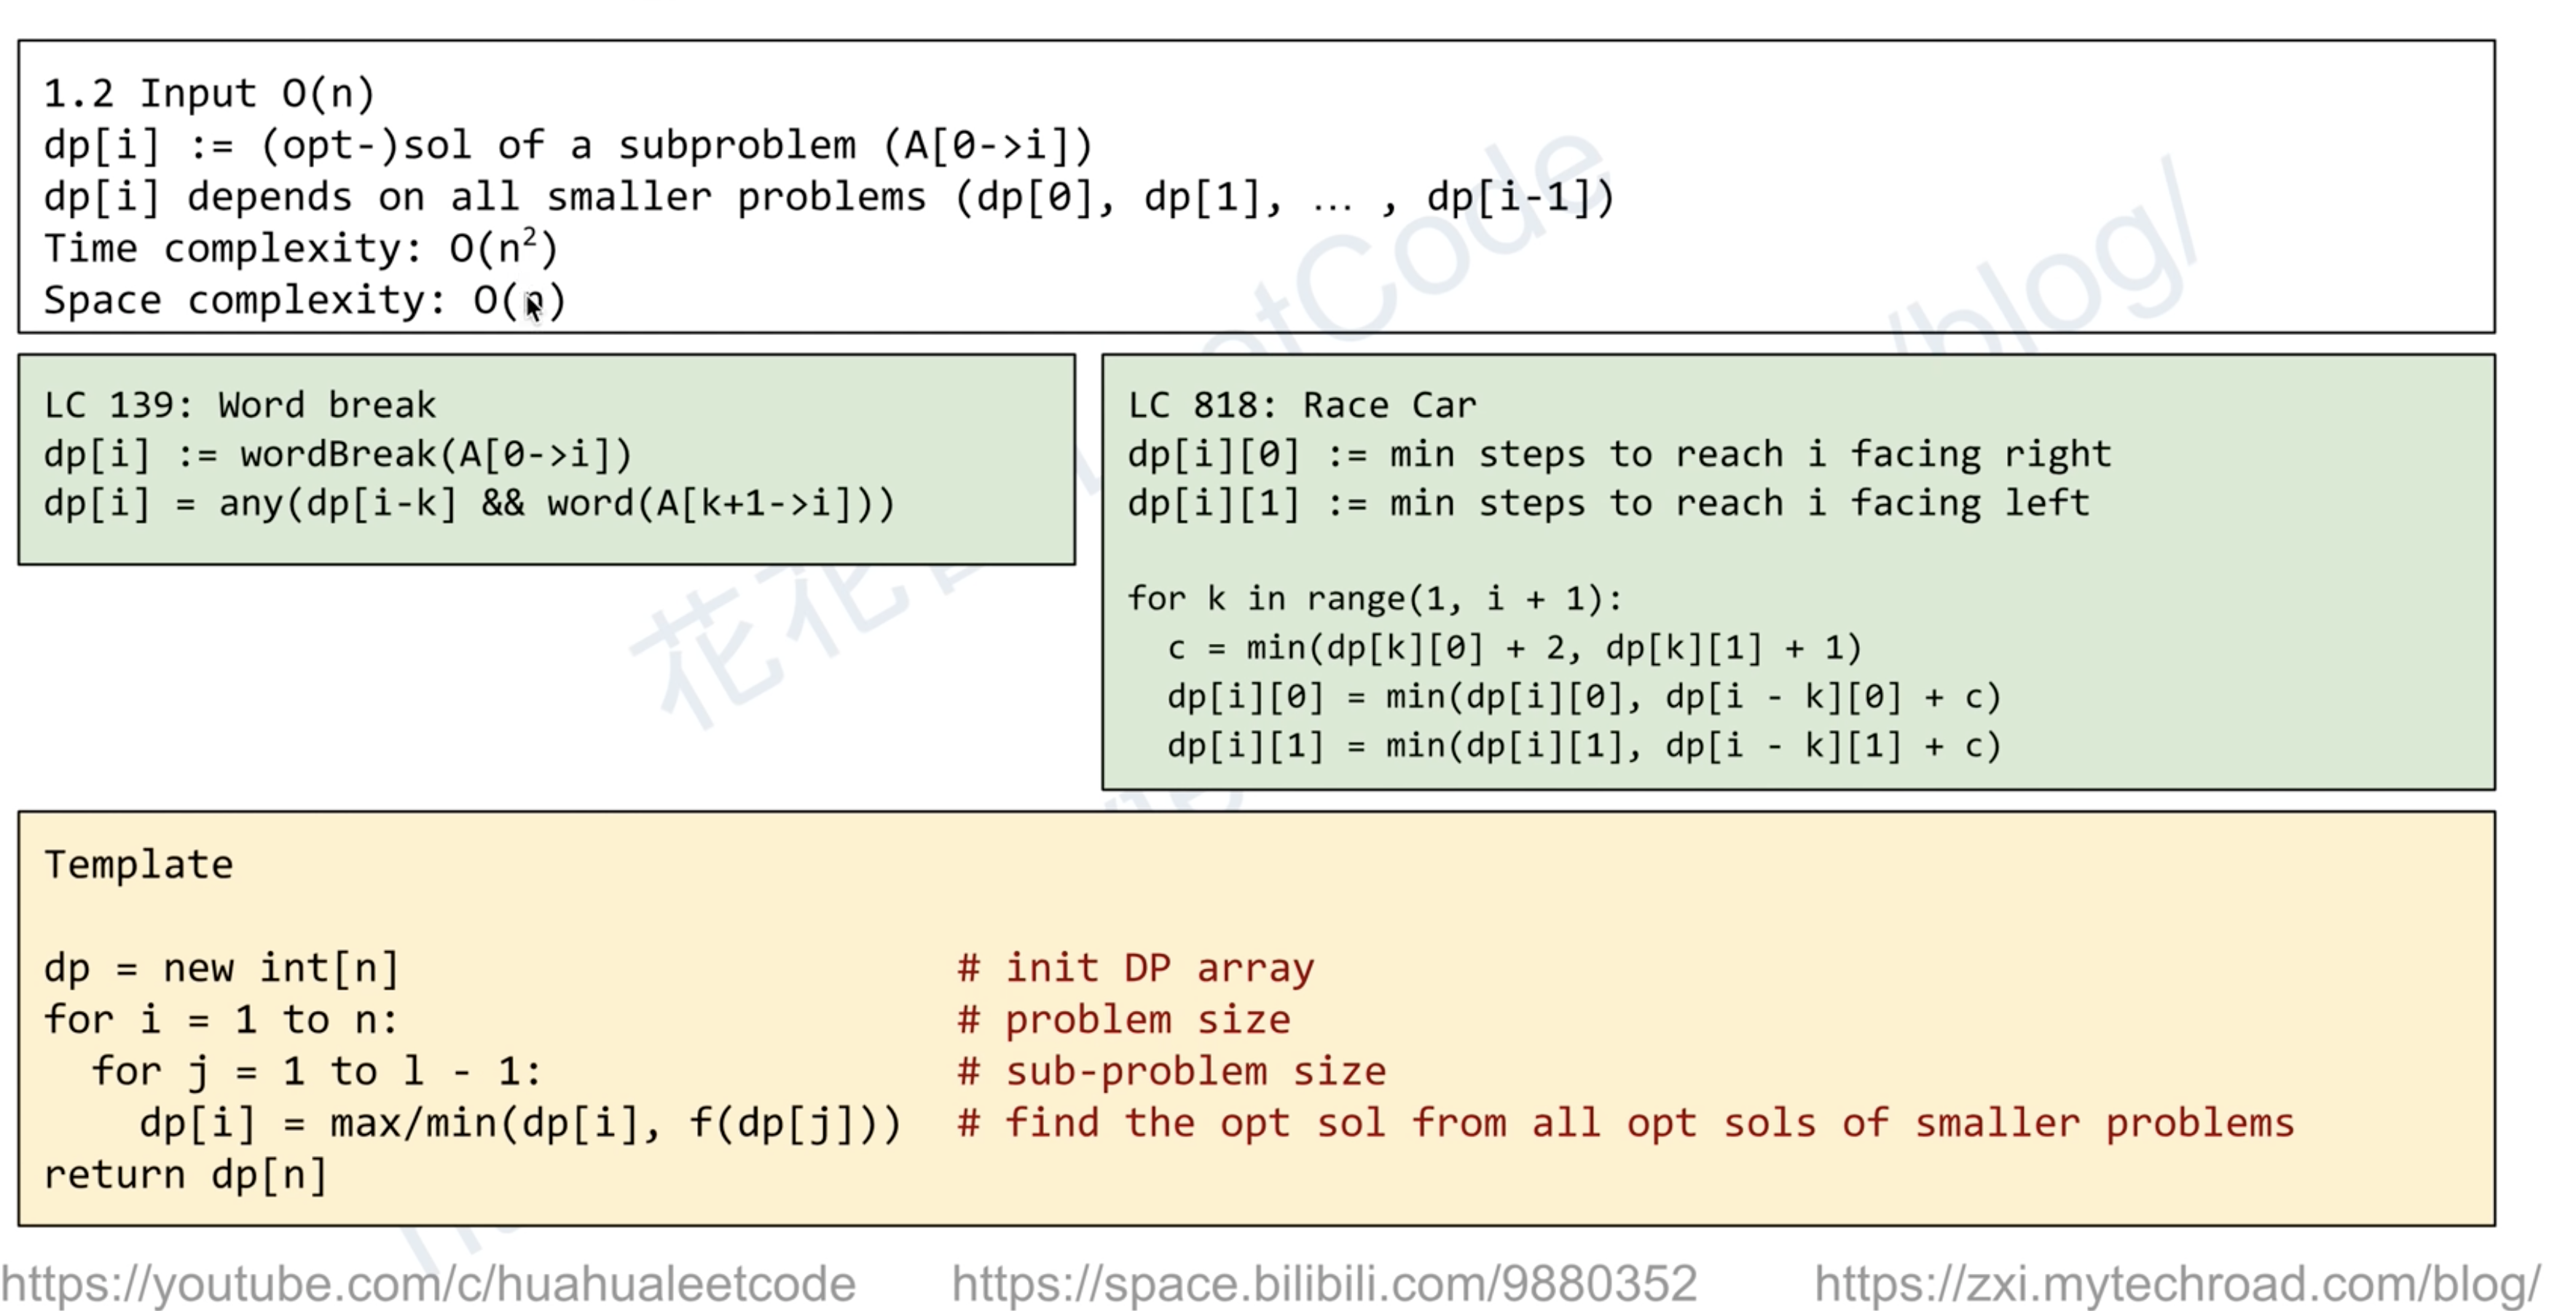 1.2 Input O(n)
dp[i] := (opt-)sol of a subproblem (A[0->i])
dp[i] depends on all smaller problems (dp[0], dp[1], … , dp[i-1])
Time complexity: O(n²)
Space complexity: O(n)
LC 139: Word break
dp[i] := wordBreak(A[0->i])
dp[i] = any(dp[i-k] && word(A[k+1->i]))
LC 818: Race Car
dp[i][0] := min steps to reach i facing right
dp[i][1] := min steps to reach i facing left
for k in range(1, i + 1):
c = min(dp[k][0] + 2, dp[k][1] + 1)
dp[i][0] = min(dp[i][0], dp[i - k][0] + c)
dp[i][1] = min(dp[i][1], dp[i - k][1] + c)
Template
dp = new int[n] # init DP array
for i = 1 to n: # problem size
for j = 1 to l - 1: # sub-problem size
dp[i] = max/min(dp[i], f(dp[j])) # find the opt sol from all opt sols of smaller problems
return dp[n]
花花
/blog/
https://youtube.com/c/huahualeetcode https://space.bilibili.com/9880352 https://zxi.mytechroad.com/blog/